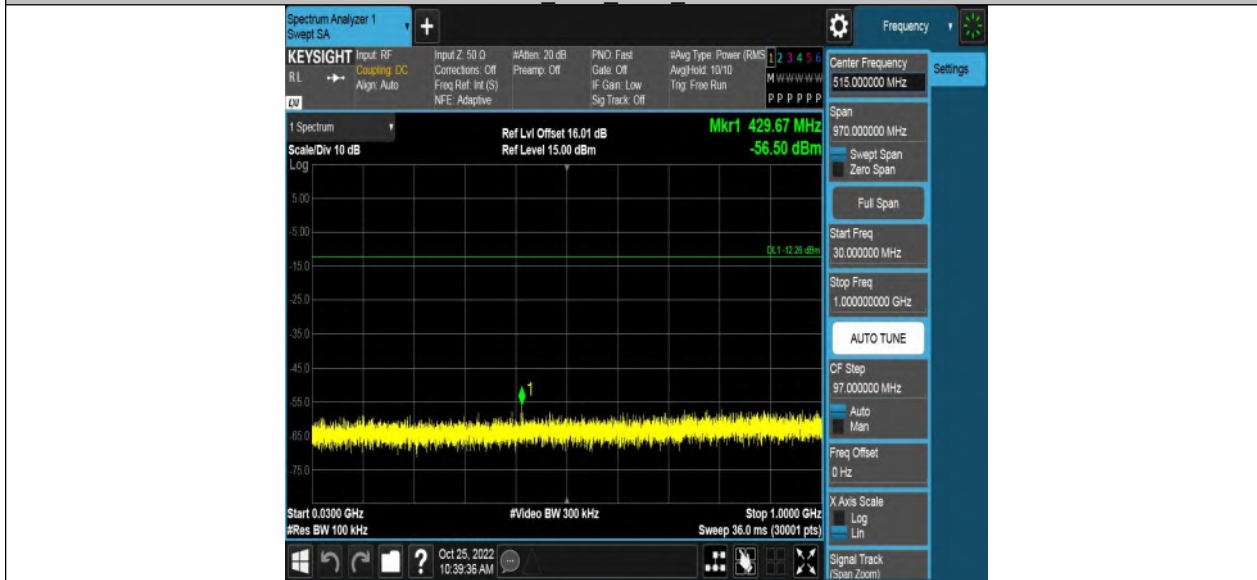 Spectrum Analyzer 1
Swept SA
+
Frequency
KEYSIGHT
RL
LXI
Input: RF
Coupling: DC
Align: Auto
Input Z: 50 Ω
Corrections: Off
Freq Ref: Int (S)
NFE: Adaptive
#Atten: 20 dB
Preamp: Off
PNO: Fast
Gate: Off
IF Gain: Low
Sig Track: Off
#Avg Type: Power (RMS
Avg|Hold: 10/10
Trig: Free Run
1 2 3 4 5 6
M W W W W W
P P P P P P
Center Frequency
515.000000 MHz
Settings
Span
970.000000 MHz
Swept Span
Zero Span
Full Span
Start Freq
30.000000 MHz
Stop Freq
1.000000000 GHz
AUTO TUNE
CF Step
97.000000 MHz
Auto
Man
Freq Offset
0 Hz
X Axis Scale
Log
Lin
Signal Track
(Span Zoom)
1 Spectrum
Scale/Div 10 dB
Log
Ref Lvl Offset 16.01 dB
Ref Level 15.00 dBm
Mkr1 429.67 MHz
-56.50 dBm
5.00
-5.00
DL1 -12.26 dBm
-15.0
-25.0
-35.0
-45.0
1
-55.0
-65.0
-75.0
Start 0.0300 GHz
#Video BW 300 kHz
Stop 1.0000 GHz
#Res BW 100 kHz
Sweep 36.0 ms (30001 pts)
?
Oct 25, 2022
10:39:36 AM